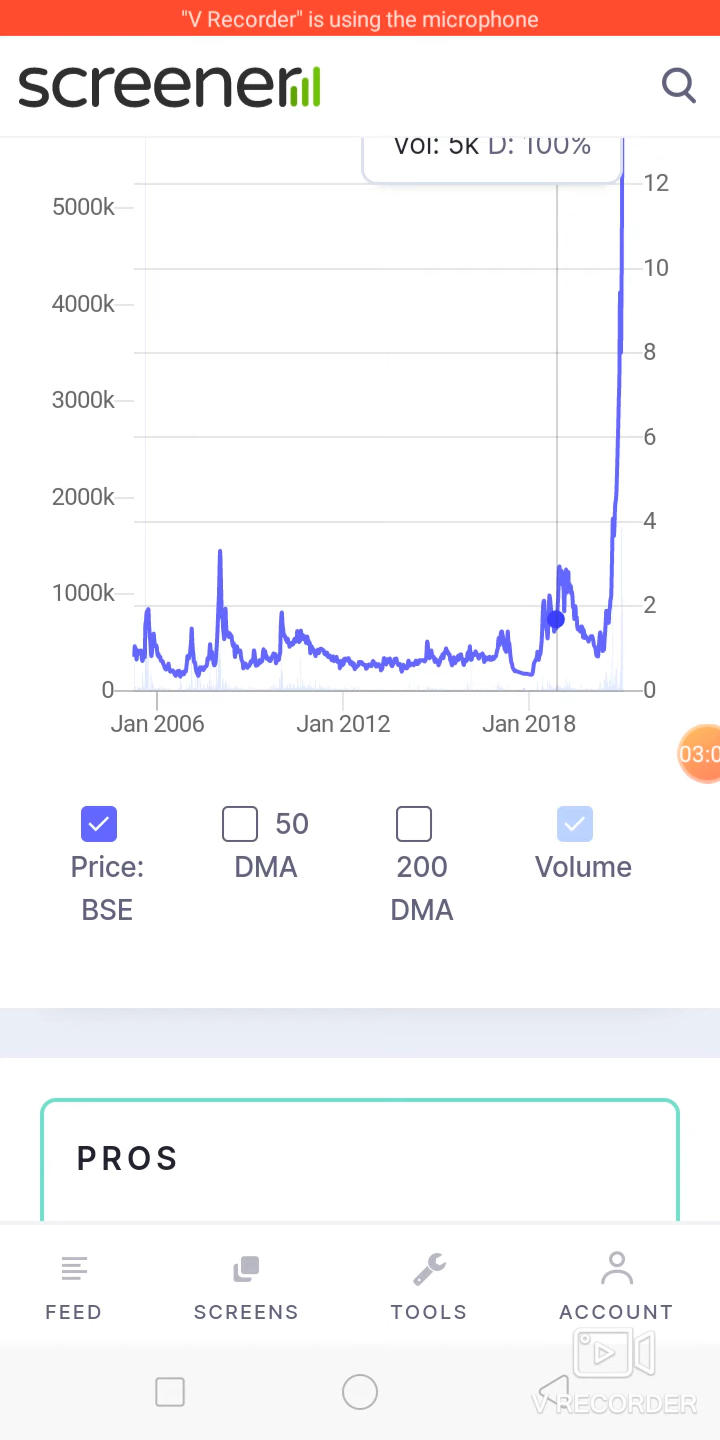 "V Recorder" is using the microphone
screener
Vol: 5k D: 100%
5000k
4000k
3000k
2000k
1000k
0
12
10
8
6
4
2
0
Jan 2006 Jan 2012 Jan 2018
03:0
Price: BSE
50 DMA
200 DMA
Volume
PROS
FEED SCREENS TOOLS ACCOUNT
V RECORDER